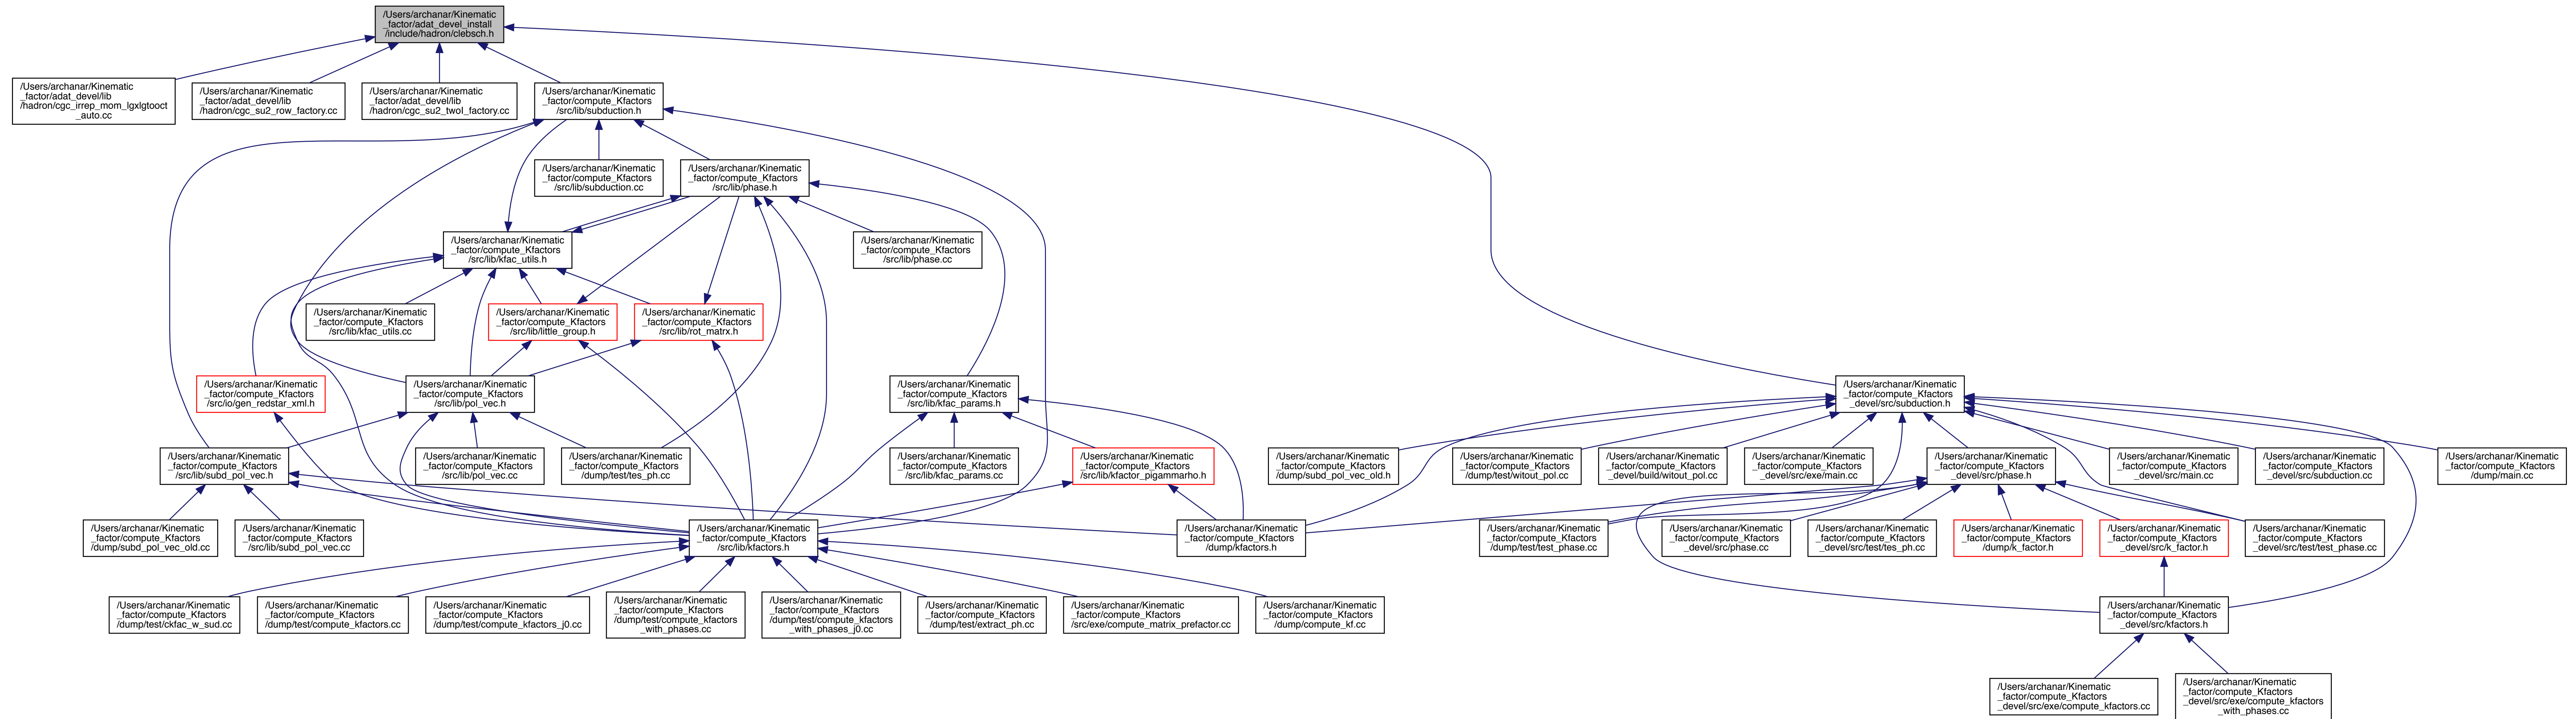 /Users/archanar/Kinematic
_factor/adat_devel_install
/include/hadron/clebsch.h
/Users/archanar/Kinematic
_factor/adat_devel/lib
/hadron/cgc_irrep_mom_lgxlgtooct
_auto.cc
/Users/archanar/Kinematic
_factor/adat_devel/lib
/hadron/cgc_su2_row_factory.cc
/Users/archanar/Kinematic
_factor/adat_devel/lib
/hadron/cgc_su2_twoI_factory.cc
/Users/archanar/Kinematic
_factor/compute_Kfactors
/src/lib/subduction.h
/Users/archanar/Kinematic
_factor/compute_Kfactors
/src/lib/subduction.cc
/Users/archanar/Kinematic
_factor/compute_Kfactors
/src/lib/phase.h
/Users/archanar/Kinematic
_factor/compute_Kfactors
/src/lib/kfac_utils.h
/Users/archanar/Kinematic
_factor/compute_Kfactors
/src/lib/phase.cc
/Users/archanar/Kinematic
_factor/compute_Kfactors
/src/lib/kfac_utils.cc
/Users/archanar/Kinematic
_factor/compute_Kfactors
/src/lib/little_group.h
/Users/archanar/Kinematic
_factor/compute_Kfactors
/src/lib/rot_matrx.h
/Users/archanar/Kinematic
_factor/compute_Kfactors
/src/io/gen_redstar_xml.h
/Users/archanar/Kinematic
_factor/compute_Kfactors
/src/lib/pol_vec.h
/Users/archanar/Kinematic
_factor/compute_Kfactors
/src/lib/kfac_params.h
/Users/archanar/Kinematic
_factor/compute_Kfactors
_devel/src/subduction.h
/Users/archanar/Kinematic
_factor/compute_Kfactors
/src/lib/subd_pol_vec.h
/Users/archanar/Kinematic
_factor/compute_Kfactors
/src/lib/pol_vec.cc
/Users/archanar/Kinematic
_factor/compute_Kfactors
/dump/test/tes_ph.cc
/Users/archanar/Kinematic
_factor/compute_Kfactors
/src/lib/kfac_params.cc
/Users/archanar/Kinematic
_factor/compute_Kfactors
/src/lib/kfactor_pigammarho.h
/Users/archanar/Kinematic
_factor/compute_Kfactors
/dump/subd_pol_vec_old.h
/Users/archanar/Kinematic
_factor/compute_Kfactors
/dump/test/witout_pol.cc
/Users/archanar/Kinematic
_factor/compute_Kfactors
_devel/build/witout_pol.cc
/Users/archanar/Kinematic
_factor/compute_Kfactors
_devel/src/exe/main.cc
/Users/archanar/Kinematic
_factor/compute_Kfactors
_devel/src/phase.h
/Users/archanar/Kinematic
_factor/compute_Kfactors
_devel/src/main.cc
/Users/archanar/Kinematic
_factor/compute_Kfactors
_devel/src/subduction.cc
/Users/archanar/Kinematic
_factor/compute_Kfactors
/dump/main.cc
/Users/archanar/Kinematic
_factor/compute_Kfactors
/dump/subd_pol_vec_old.cc
/Users/archanar/Kinematic
_factor/compute_Kfactors
/src/lib/subd_pol_vec.cc
/Users/archanar/Kinematic
_factor/compute_Kfactors
/src/lib/kfactors.h
/Users/archanar/Kinematic
_factor/compute_Kfactors
/dump/kfactors.h
/Users/archanar/Kinematic
_factor/compute_Kfactors
/dump/test/test_phase.cc
/Users/archanar/Kinematic
_factor/compute_Kfactors
_devel/src/phase.cc
/Users/archanar/Kinematic
_factor/compute_Kfactors
_devel/src/test/tes_ph.cc
/Users/archanar/Kinematic
_factor/compute_Kfactors
/dump/k_factor.h
/Users/archanar/Kinematic
_factor/compute_Kfactors
_devel/src/k_factor.h
/Users/archanar/Kinematic
_factor/compute_Kfactors
_devel/src/test/test_phase.cc
/Users/archanar/Kinematic
_factor/compute_Kfactors
/dump/test/ckfac_w_sud.cc
/Users/archanar/Kinematic
_factor/compute_Kfactors
/dump/test/compute_kfactors.cc
/Users/archanar/Kinematic
_factor/compute_Kfactors
/dump/test/compute_kfactors_j0.cc
/Users/archanar/Kinematic
_factor/compute_Kfactors
/dump/test/compute_kfactors
_with_phases.cc
/Users/archanar/Kinematic
_factor/compute_Kfactors
/dump/test/compute_kfactors
_with_phases_j0.cc
/Users/archanar/Kinematic
_factor/compute_Kfactors
/dump/test/extract_ph.cc
/Users/archanar/Kinematic
_factor/compute_Kfactors
/src/exe/compute_matrix_prefactor.cc
/Users/archanar/Kinematic
_factor/compute_Kfactors
/dump/compute_kf.cc
/Users/archanar/Kinematic
_factor/compute_Kfactors
_devel/src/kfactors.h
/Users/archanar/Kinematic
_factor/compute_Kfactors
_devel/src/exe/compute_kfactors.cc
/Users/archanar/Kinematic
_factor/compute_Kfactors
_devel/src/exe/compute_kfactors
_with_phases.cc